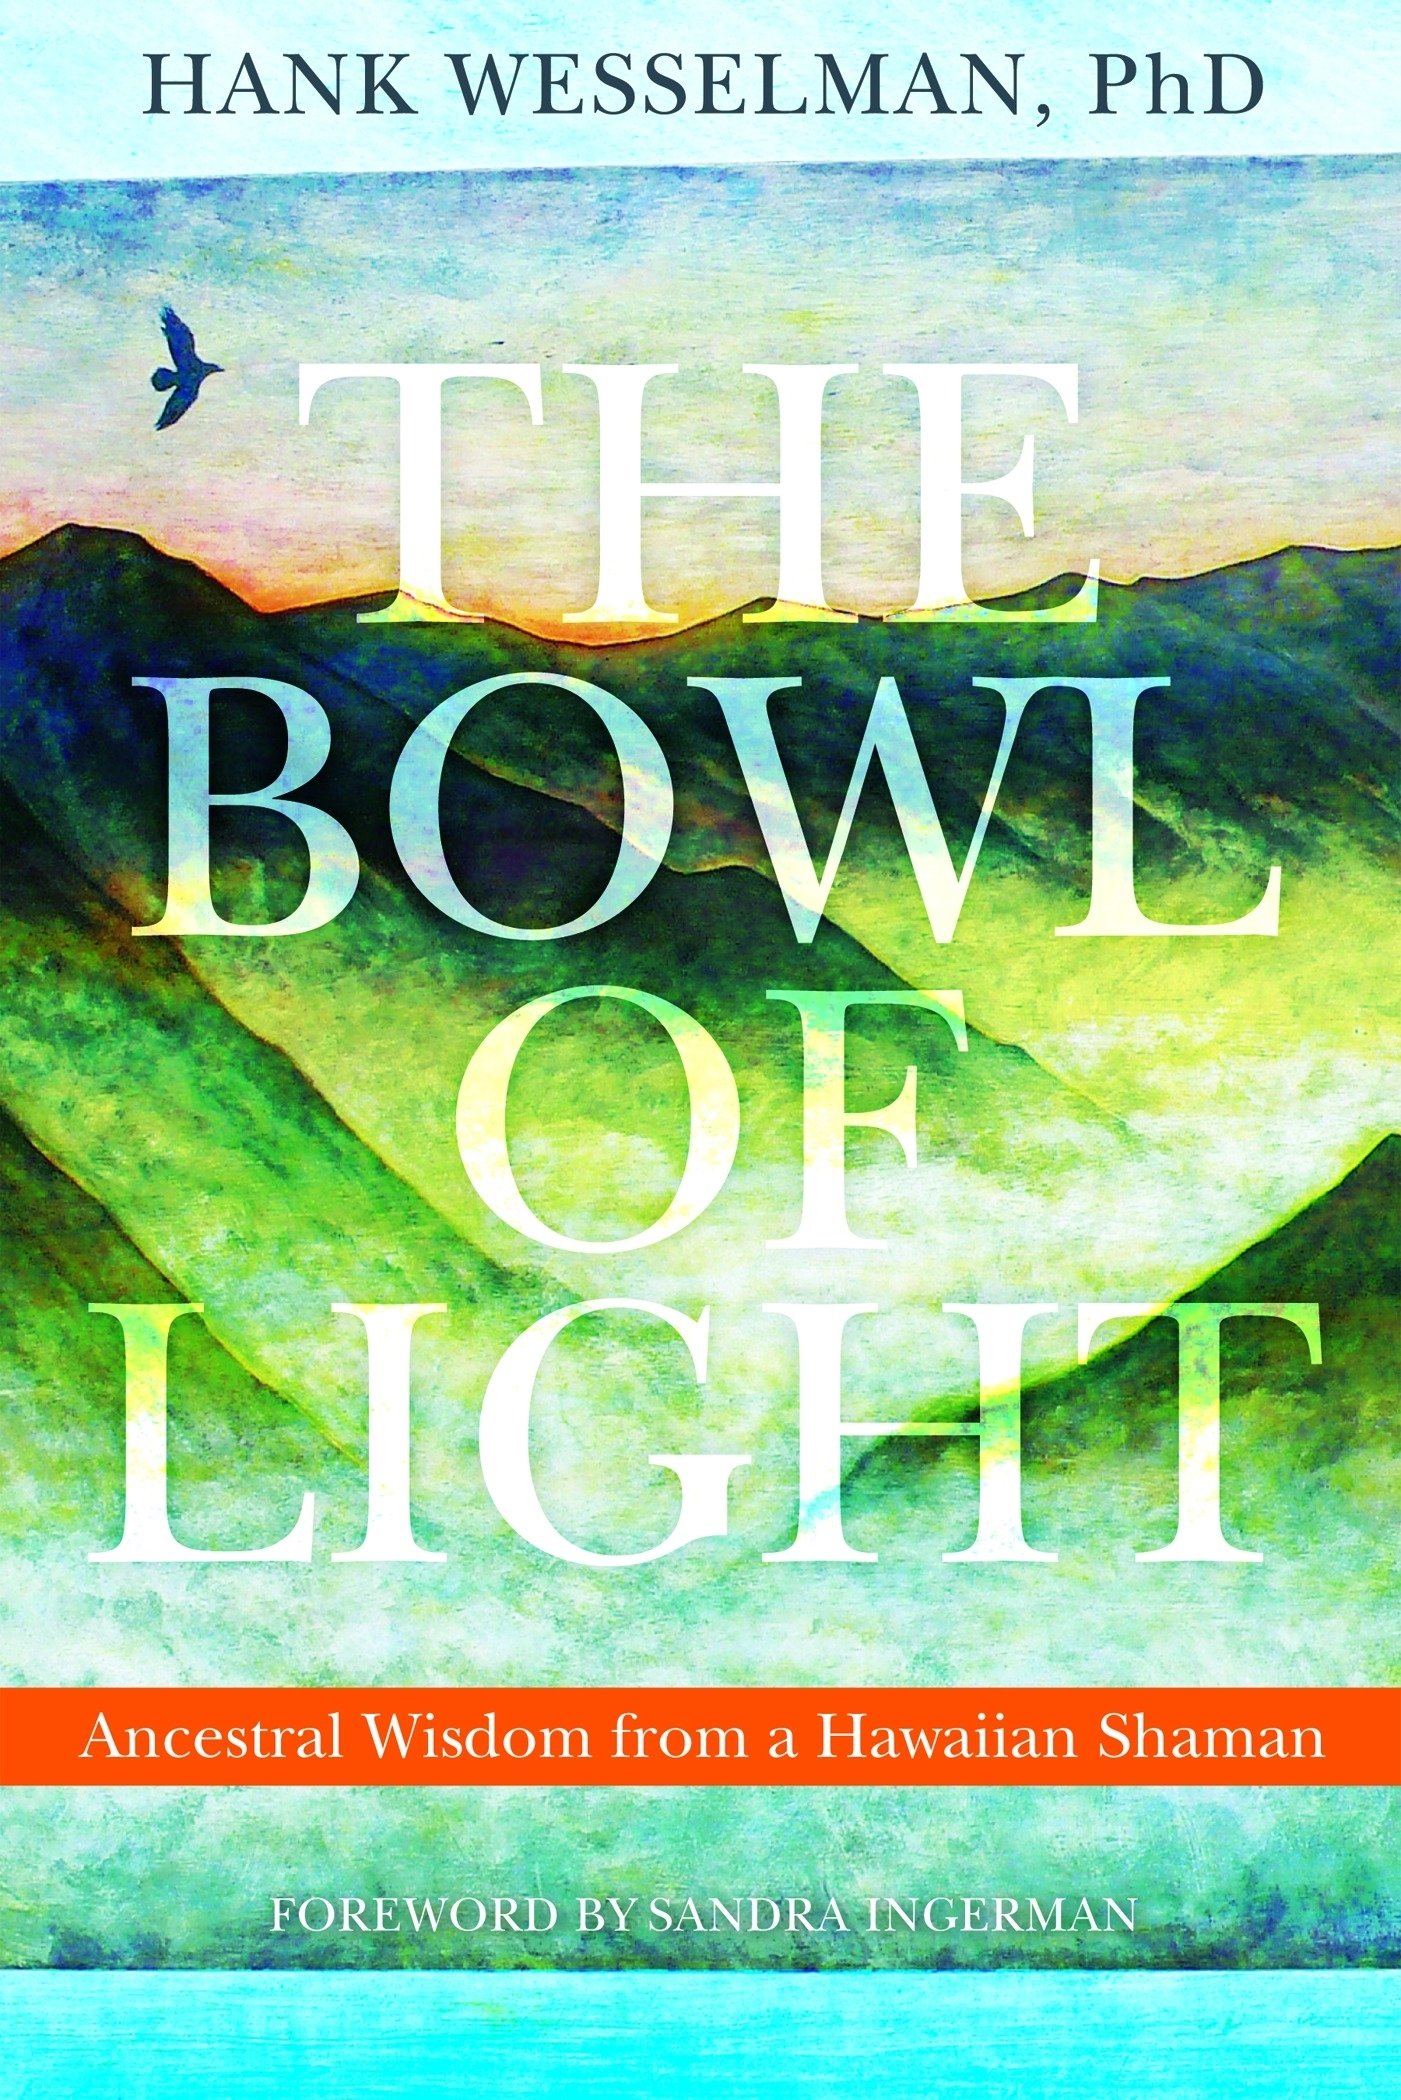 HANK WESSELMAN, PhD
THE
BOWL
OF
LIGHT
Ancestral Wisdom from a Hawaiian Shaman
FOREWORD BY SANDRA INGERMAN